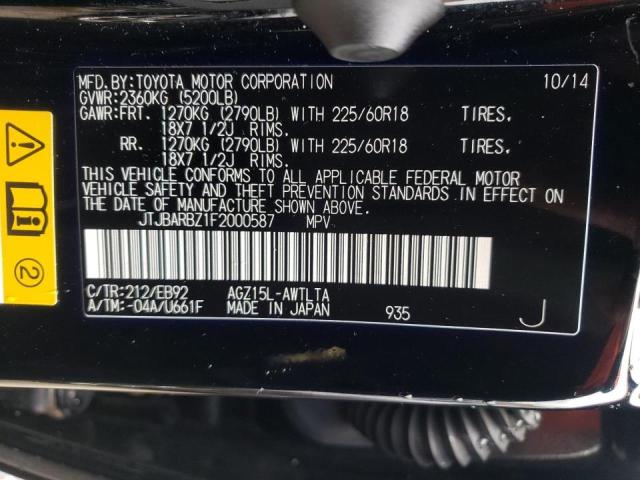 MFD.BY:TOYOTA MOTOR CORPORATION 10/14
GVWR:2360KG (5200LB)
GAWR:FRT. 1270KG (2790LB) WITH 225/60R18 TIRES.
18X7 1/2J RIMS.
RR. 1270KG (2790LB) WITH 225/60R18 TIRES.
18X7 1/2J RIMS.
THIS VEHICLE CONFORMS TO ALL APPLICABLE FEDERAL MOTOR
VEHICLE SAFETY AND THEFT PREVENTION STANDARDS IN EFFECT ON
THE DATE OF MANUFACTURE SHOWN ABOVE.
JTJBARBZ1F2000587 MPV
C/TR:212/EB92 AGZ15L-AWTLTA
A/TM:-04A/U661F MADE IN JAPAN 935 J
2